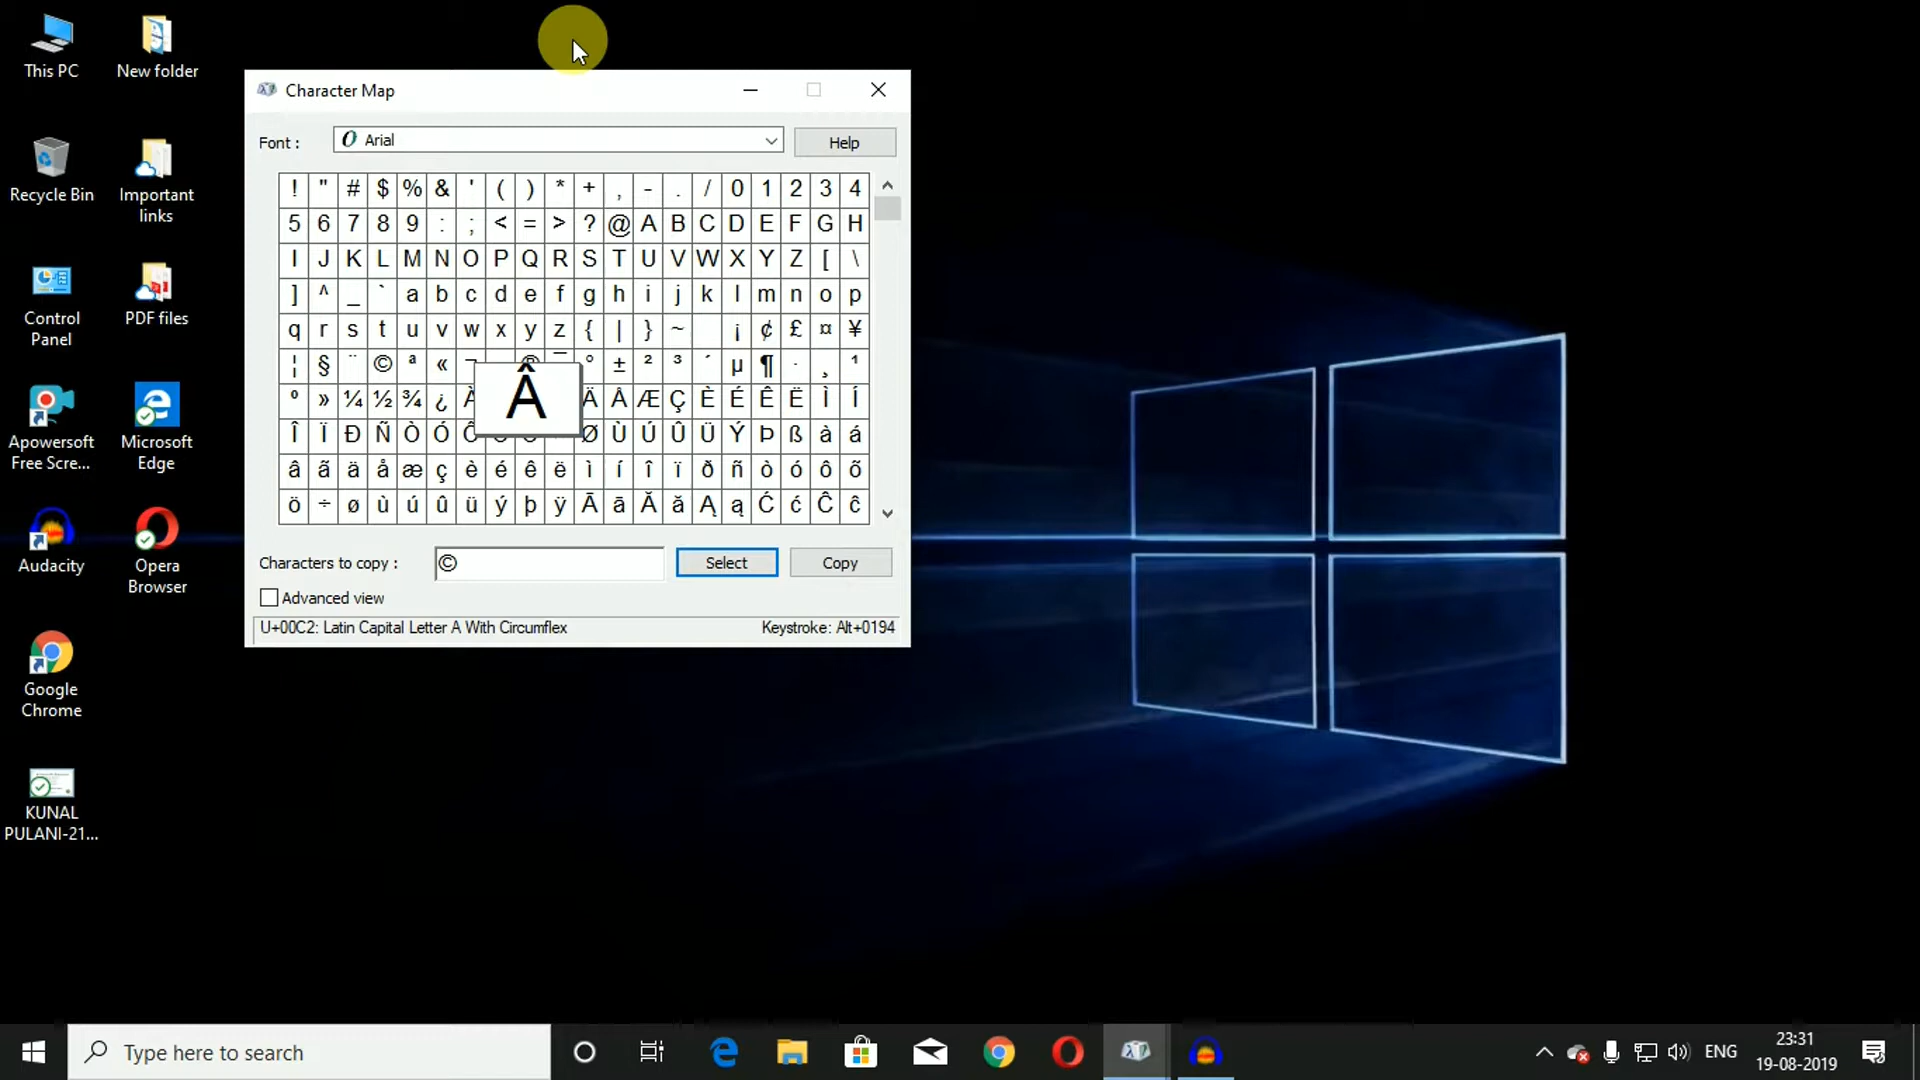 This PC
New folder
Recycle Bin
Important
links
Control
Panel
PDF files
Apowersoft
Free Scre...
Microsoft
Edge
Audacity
Opera
Browser
Google
Chrome
KUNAL
PULANI-21...
Character Map
Font :
Arial
Help
! " # $ % & ' ( ) * + , - . / 0 1 2 3 4
5 6 7 8 9 : ; < = > ? @ A B C D E F G H
I J K L M N O P Q R S T U V W X Y Z [ \
] ^ _ ` a b c d e f g h i j k l m n o p
q r s t u v w x y z { | } ~ ¡ ¢ £ ¤ ¥
¦ § ¨ © ª « ¬ ® ¯ ° ± ² ³ ´ µ ¶ · ¸ ¹
º » ¼ ½ ¾ ¿ À Â Ä Å Æ Ç È É Ê Ë Ì Í
Î Ï Ð Ñ Ò Ó Ô Ø Ù Ú Û Ü Ý Þ ß à á
â ã ä å æ ç è é ê ë ì í î ï ð ñ ò ó ô õ
ö ÷ ø ù ú û ü ý þ ÿ Ā ā Ă ă Ą ą Ć ć Ĉ ĉ
Characters to copy :
©
Select
Copy
Advanced view
U+00C2: Latin Capital Letter A With Circumflex
Keystroke: Alt+0194
Type here to search
ENG
23:31
19-08-2019